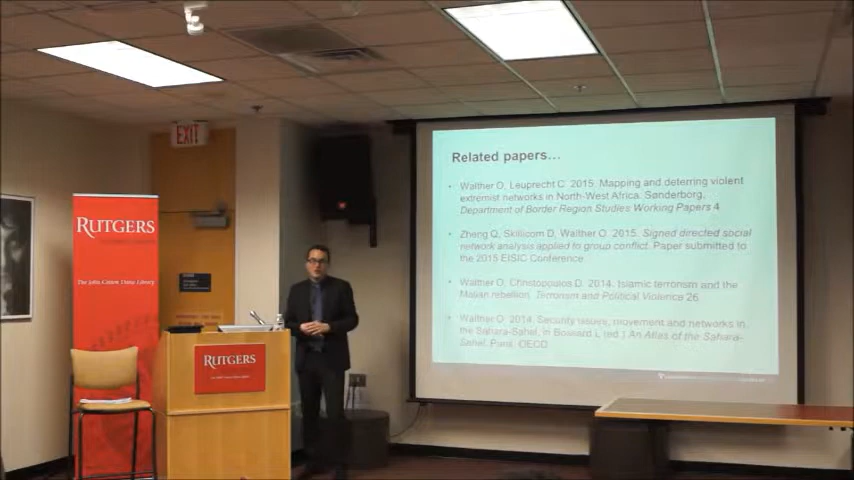 EXIT
RUTGERS
The John Cotton Dana Library
RUTGERS
Related papers…
Walther O, Leuprecht C. 2015. Mapping and deterring violent
extremist networks in North-West Africa. Sønderborg,
Department of Border Region Studies Working Papers 4
Zheng Q, Skillicorn D, Walther O. 2015. Signed directed social
network analysis applied to group conflict. Paper submitted to
the 2015 EISIC Conference.
Walther O, Christopoulos D. 2014. Islamic terrorism and the
Malian rebellion. Terrorism and Political Violence 26
Walther O. 2014. Security issues, movement and networks in
the Sahara-Sahel, in Bossard L (ed.) An Atlas of the Sahara-
Sahel. Paris, OECD